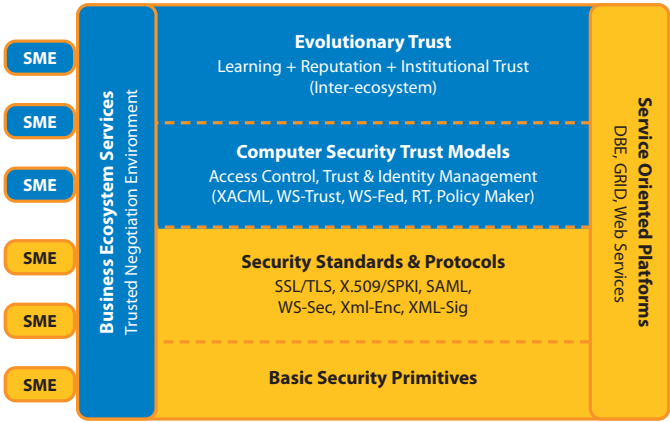 SME
SME
SME
SME
SME
SME
Business Ecosystem Services
Trusted Negotiation Environment
Evolutionary Trust
Learning + Reputation + Institutional Trust
(Inter-ecosystem)
Computer Security Trust Models
Access Control, Trust & Identity Management
(XACML, WS-Trust, WS-Fed, RT, Policy Maker)
Security Standards & Protocols
SSL/TLS, X.509/SPKI, SAML,
WS-Sec, Xml-Enc, XML-Sig
Basic Security Primitives
Service Oriented Platforms
DBE, GRID, Web Services